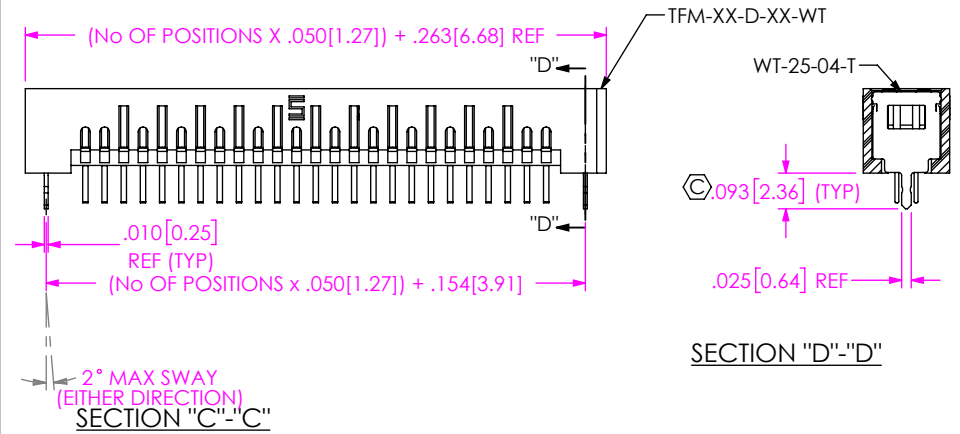 TFM-XX-D-XX-WT
(No OF POSITIONS X .050[1.27]) + .263[6.68] REF
"D"
WT-25-04-T
C .093[2.36] (TYP)
"D"
.010[0.25]
REF (TYP)
(No OF POSITIONS x .050[1.27]) + .154[3.91]
.025[0.64] REF
SECTION "D"-"D"
2° MAX SWAY
(EITHER DIRECTION)
SECTION "C"-"C"